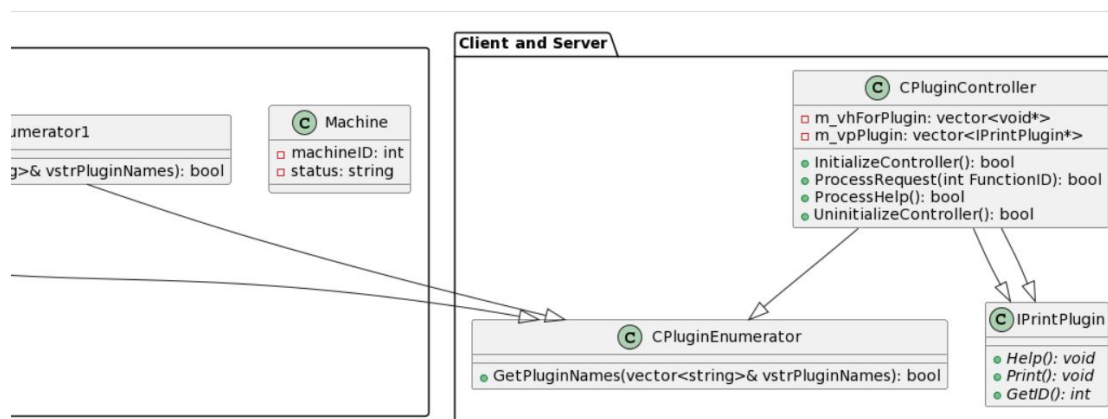 Client and Server
C CPluginController
m_vhForPlugin: vector<void*>
m_vpPlugin: vector<IPrintPlugin*>
InitializeController(): bool
ProcessRequest(int FunctionID): bool
ProcessHelp(): bool
UninitializeController(): bool
umerator1
g>& vstrPluginNames): bool
C Machine
machineID: int
status: string
C CPluginEnumerator
GetPluginNames(vector<string>& vstrPluginNames): bool
C IPrintPlugin
Help(): void
Print(): void
GetID(): int